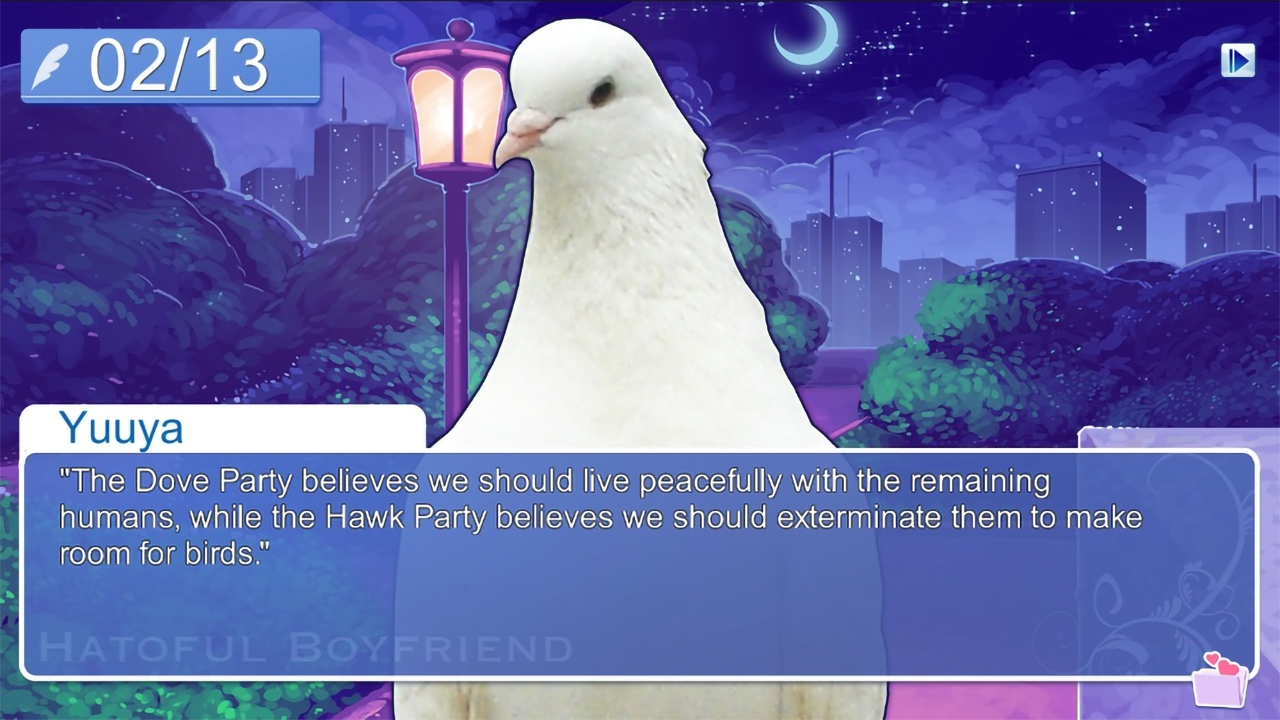 02/13
Yuuya
"The Dove Party believes we should live peacefully with the remaining
humans, while the Hawk Party believes we should exterminate them to make
room for birds."
HATOFUL BOYFRIEND